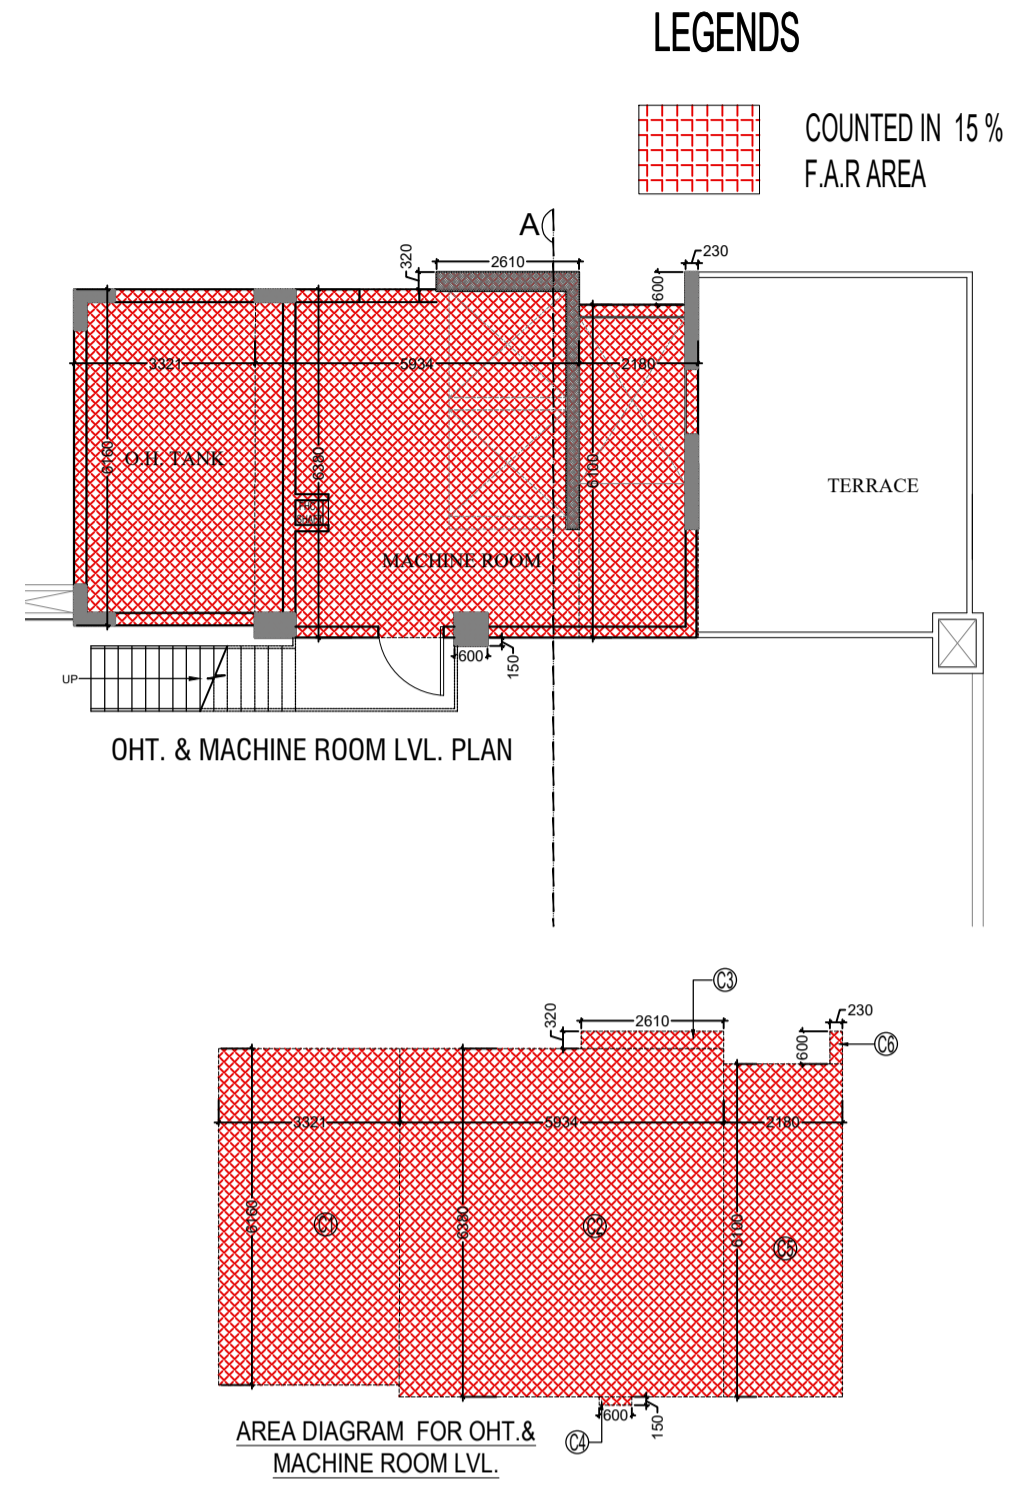 LEGENDS
COUNTED IN 15 %
F.A.R AREA
A
320
2610
230
600
3321
5934
2180
6160
O.H. TANK
6380
6100
TERRACE
MACHINE ROOM
600
150
UP
OHT. & MACHINE ROOM LVL. PLAN
C3
320
2610
230
600
C6
3321
5934
2180
6160
C1
6380
C2
6100
C5
600
150
C4
AREA DIAGRAM FOR OHT.&
MACHINE ROOM LVL.